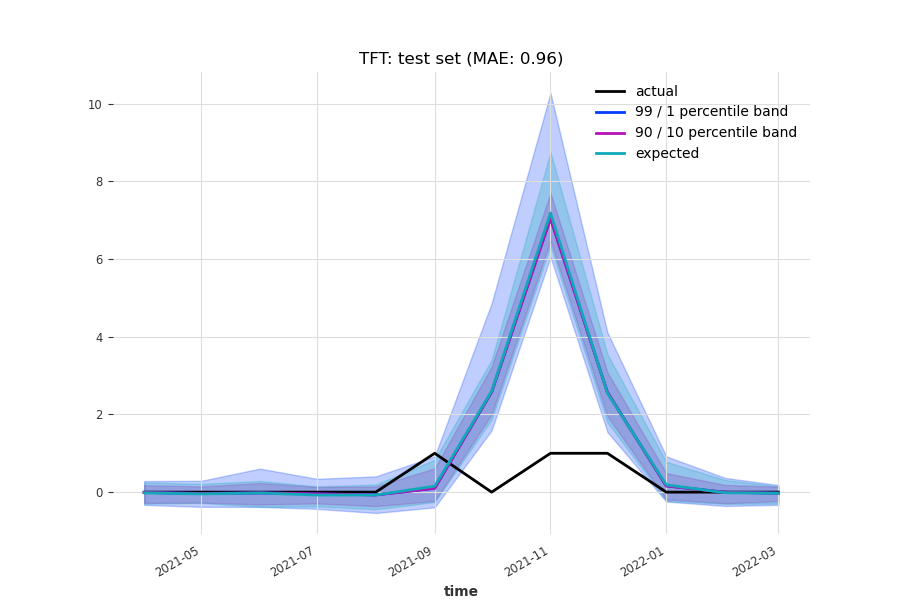 TFT: test set (MAE: 0.96)
actual
99 / 1 percentile band
90 / 10 percentile band
expected
10
8
6
4
2
0
2021-05
2021-07
2021-09
2021-11
2022-01
2022-03
time